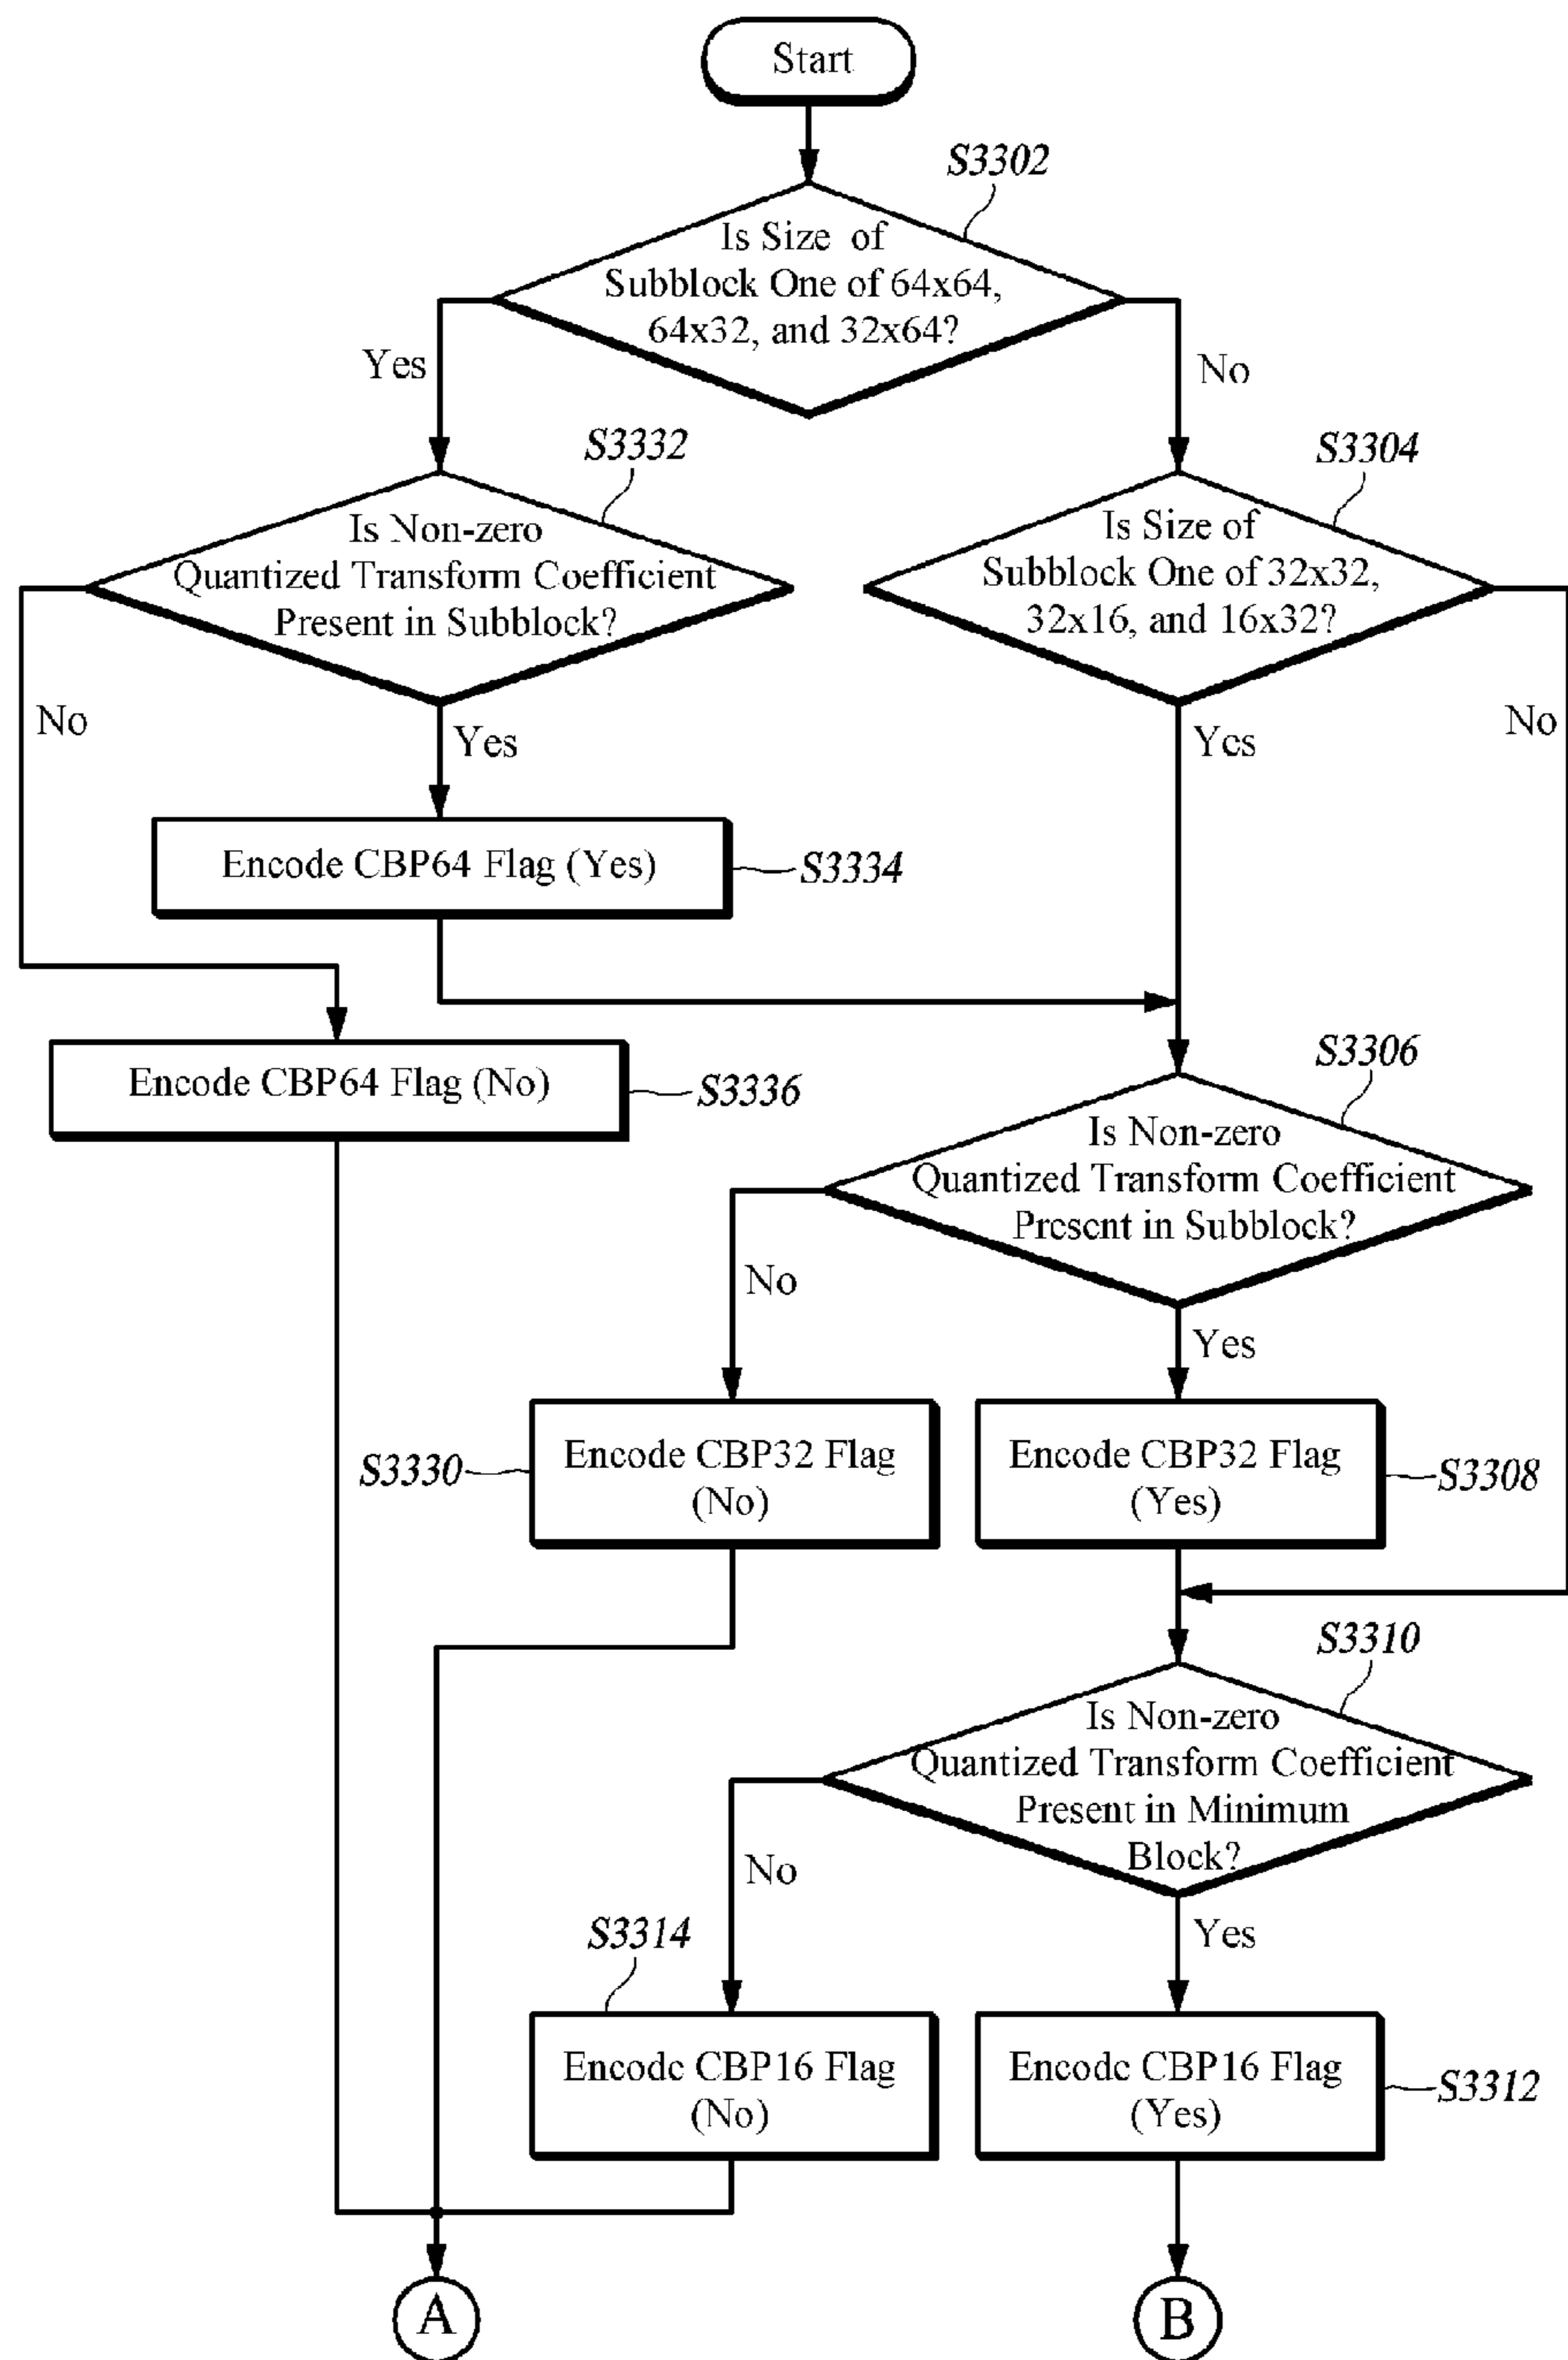 Start
S3302
Is Size of
Subblock One of 64x64,
64x32, and 32x64?
Yes
No
S3332
Is Non-zero
Quantized Transform Coefficient
Present in Subblock?
S3304
Is Size of
Subblock One of 32x32,
32x16, and 16x32?
No
Yes
Yes
No
Encode CBP64 Flag (Yes)
S3334
Encode CBP64 Flag (No)
S3336
S3306
Is Non-zero
Quantized Transform Coefficient
Present in Subblock?
No
Yes
S3330
Encode CBP32 Flag
(No)
Encode CBP32 Flag
(Yes)
S3308
S3310
Is Non-zero
Quantized Transform Coefficient
Present in Minimum
Block?
No
Yes
S3314
Encode CBP16 Flag
(No)
Encode CBP16 Flag
(Yes)
S3312
A
B